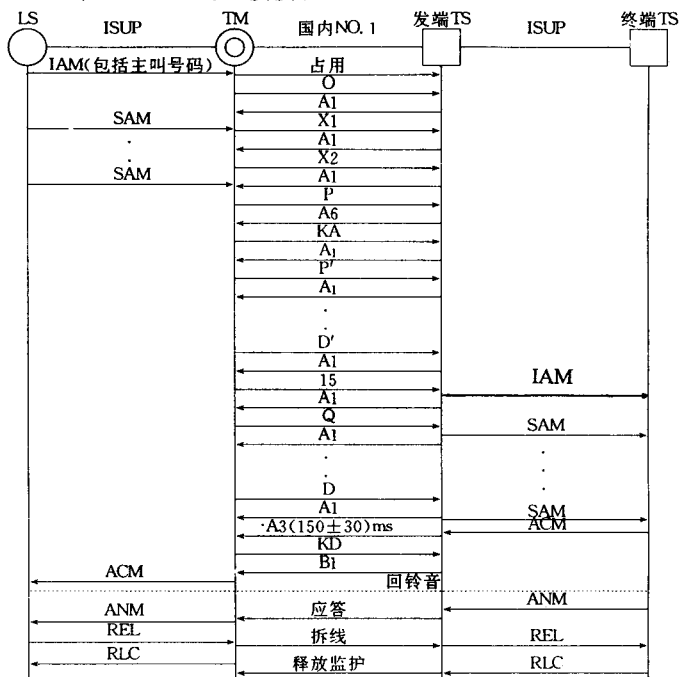 LS ISUP TM 国内NO.1 发端TS ISUP 终端TS
IAM(包括主叫号码) 占用
O
A1
SAM X1
A1
X2
SAM A1
P
A6
KA
A1
P'
A1
D'
A1
15 IAM
A1
Q SAM
A1
D
A1 SAM
·A3(150±30)ms ACM
KD
ACM B1
回铃音
ANM 应答 ANM
REL 拆线 REL
RLC 释放监护 RLC